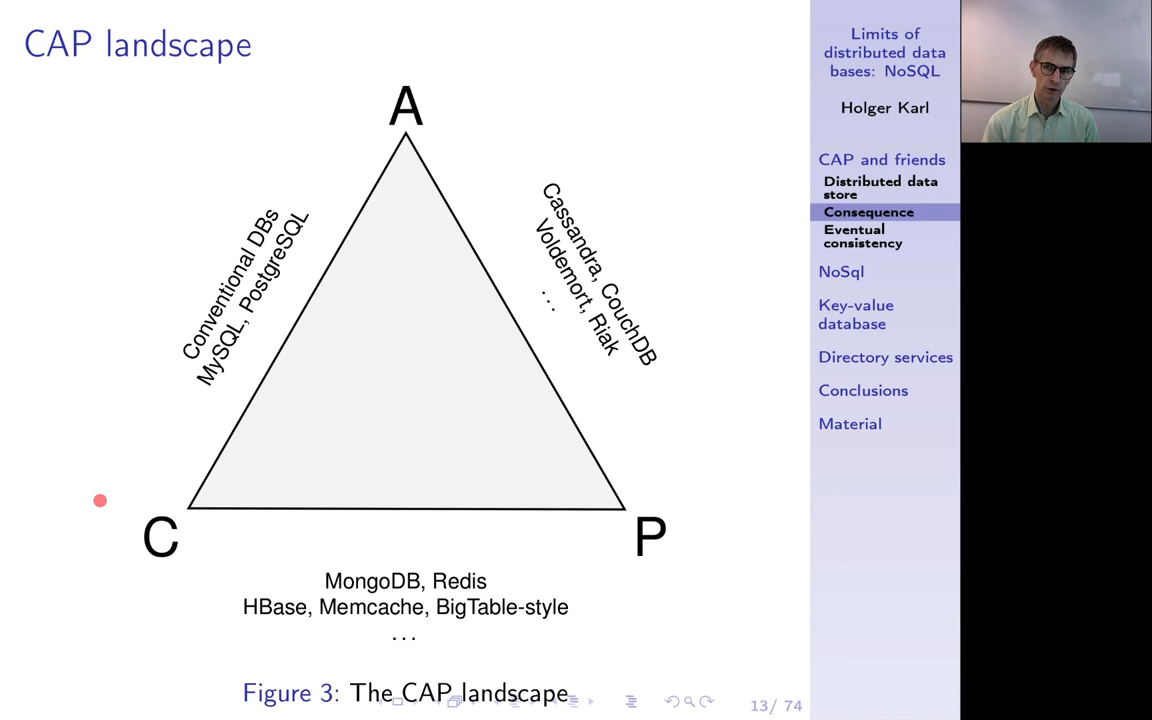 CAP landscape
A
Conventional DBs
MySQL, PostgreSQL
Cassandra, CouchDB
Voldemort, Riak
...
C
P
MongoDB, Redis
HBase, Memcache, BigTable-style
...
Figure 3: The CAP landscape
13/ 74
Limits of
distributed data
bases: NoSQL
Holger Karl
CAP and friends
Distributed data
store
Consequence
Eventual
consistency
NoSql
Key-value
database
Directory services
Conclusions
Material